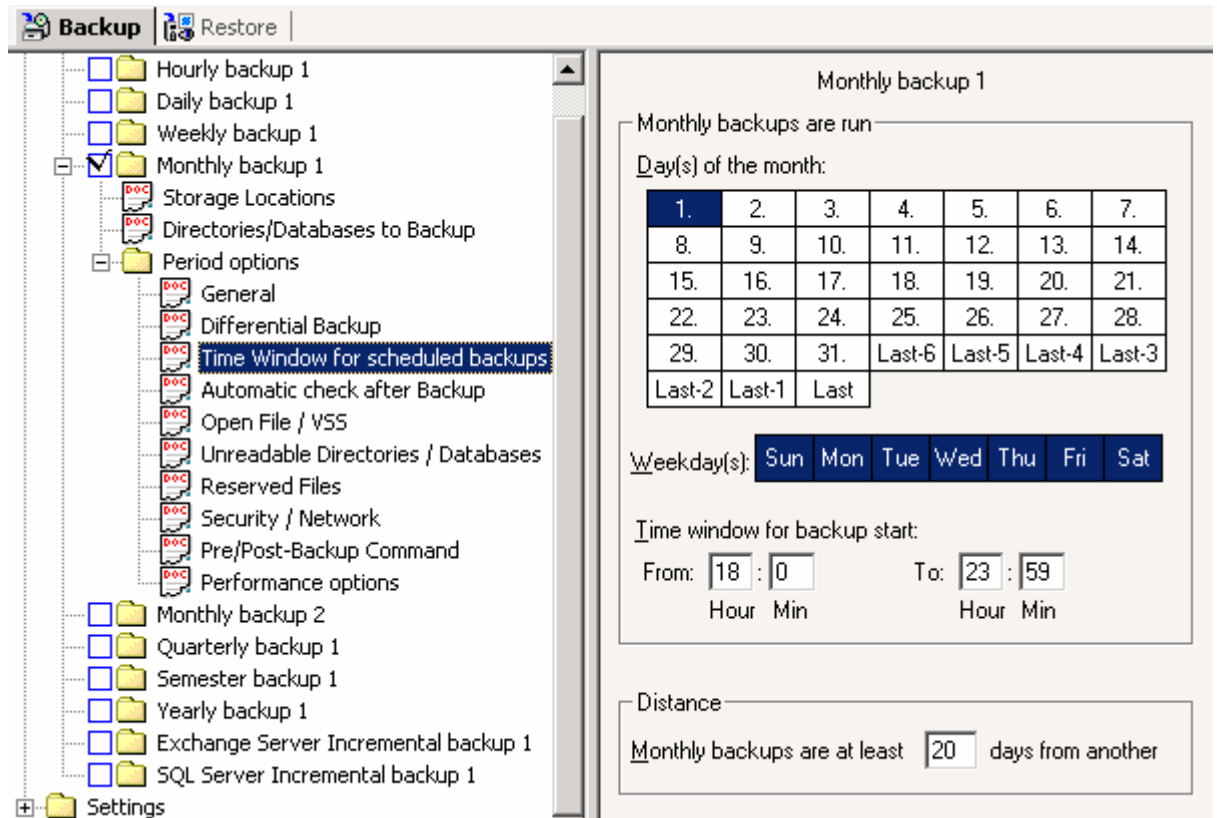 Backup Restore
Hourly backup 1
Daily backup 1
Weekly backup 1
Monthly backup 1
Storage Locations
Directories/Databases to Backup
Period options
General
Differential Backup
Time Window for scheduled backups
Automatic check after Backup
Open File / VSS
Unreadable Directories / Databases
Reserved Files
Security / Network
Pre/Post-Backup Command
Performance options
Monthly backup 2
Quarterly backup 1
Semester backup 1
Yearly backup 1
Exchange Server Incremental backup 1
SQL Server Incremental backup 1
Settings
Monthly backup 1
Monthly backups are run
Day(s) of the month:
1. 2. 3. 4. 5. 6. 7.
8. 9. 10. 11. 12. 13. 14.
15. 16. 17. 18. 19. 20. 21.
22. 23. 24. 25. 26. 27. 28.
29. 30. 31. Last-6 Last-5 Last-4 Last-3
Last-2 Last-1 Last
Weekday(s): Sun Mon Tue Wed Thu Fri Sat
Time window for backup start:
From: 18 : 0 To: 23 : 59
Hour Min Hour Min
Distance
Monthly backups are at least 20 days from another